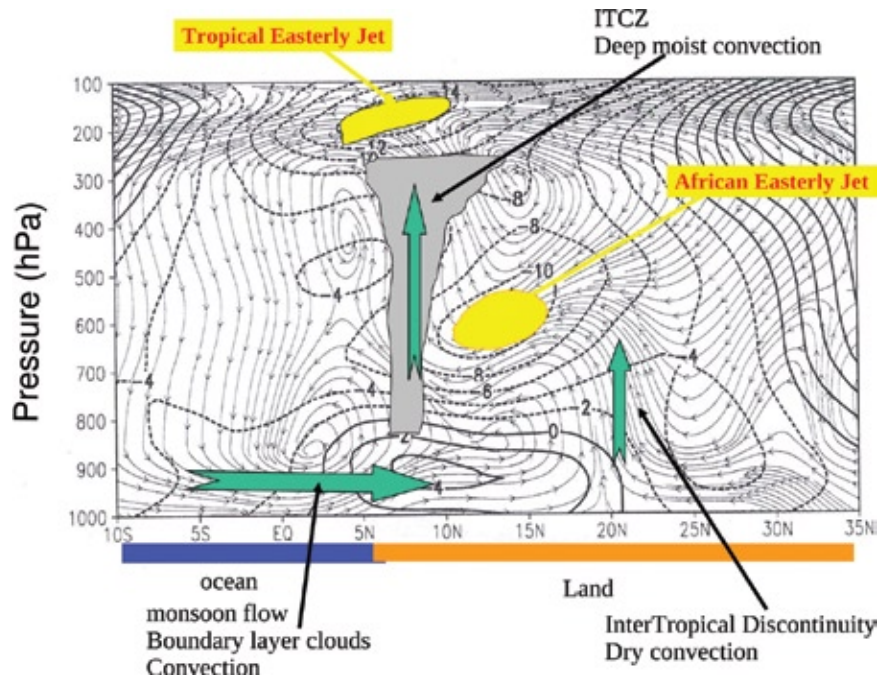 Tropical Easterly Jet
ITCZ
Deep moist convection
100
14
200
12
10
African Easterly Jet
300
8
400
-8
500
4
-10
600
700
-4
-8
-6
4
4
800
2
0
2
900
4
1000
Pressure (hPa)
10S 5S EQ 5N 10N 15N 20N 25N 30N 35N
ocean
Land
monsoon flow
Boundary layer clouds
Convection
InterTropical Discontinuity
Dry convection